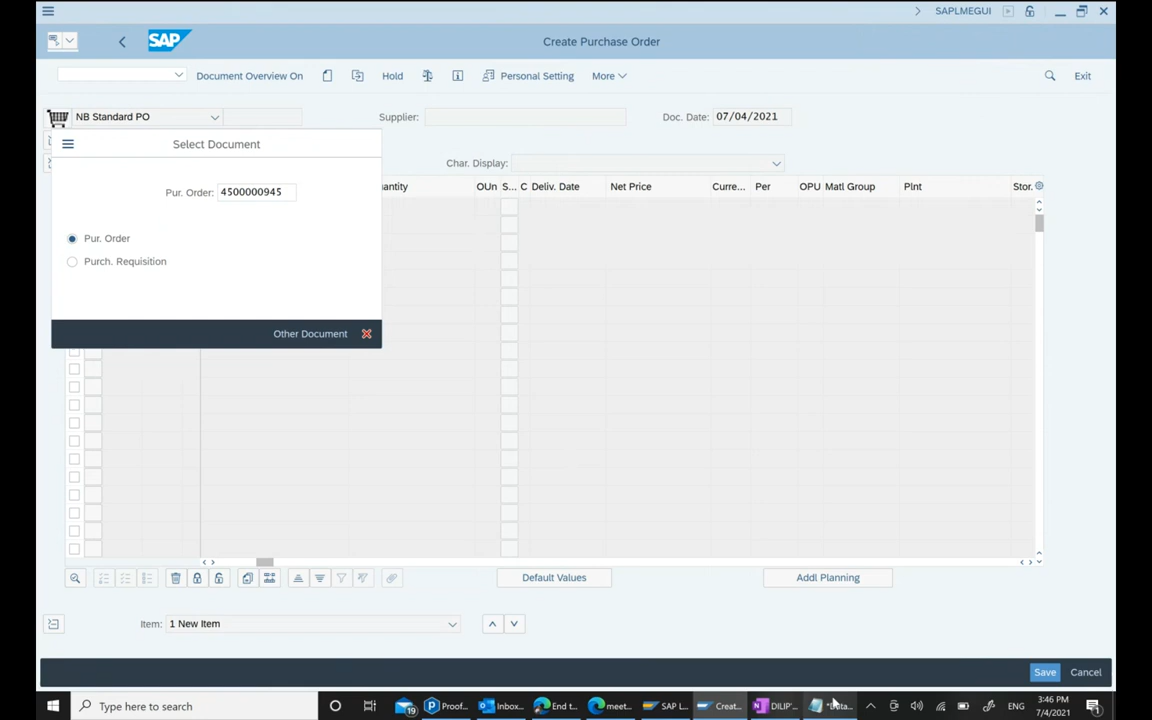 SAPLMEGUI
SAP
Create Purchase Order
Document Overview On
Hold
Personal Setting
More
Exit
NB Standard PO
Supplier:
Doc. Date: 07/04/2021
Select Document
Char. Display:
Pur. Order: 4500000945
antity OUn S... C Deliv. Date Net Price Curre... Per OPU Matl Group Plnt Stor.
Pur. Order
Purch. Requisition
Other Document
Default Values
Addl Planning
Item: 1 New Item
Save Cancel
Type here to search
19
Proof...
Inbox...
End t...
meet...
SAP L...
Creat...
DILIP'...
ENG
3:46 PM
7/4/2021
1